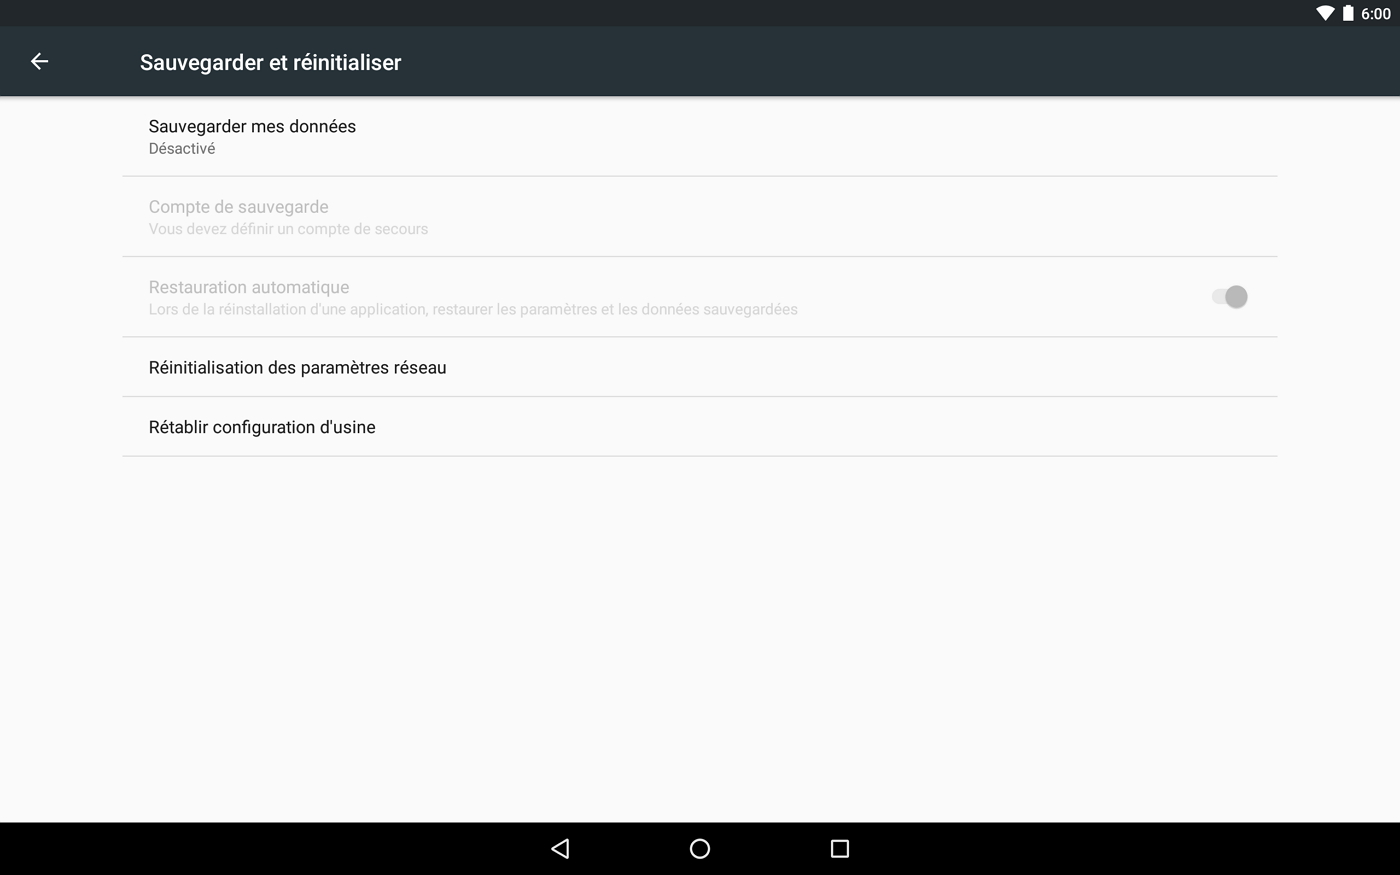 6:00
Sauvegarder et réinitialiser
Sauvegarder mes données
Désactivé
Compte de sauvegarde
Vous devez définir un compte de secours
Restauration automatique
Lors de la réinstallation d'une application, restaurer les paramètres et les données sauvegardées
Réinitialisation des paramètres réseau
Rétablir configuration d'usine